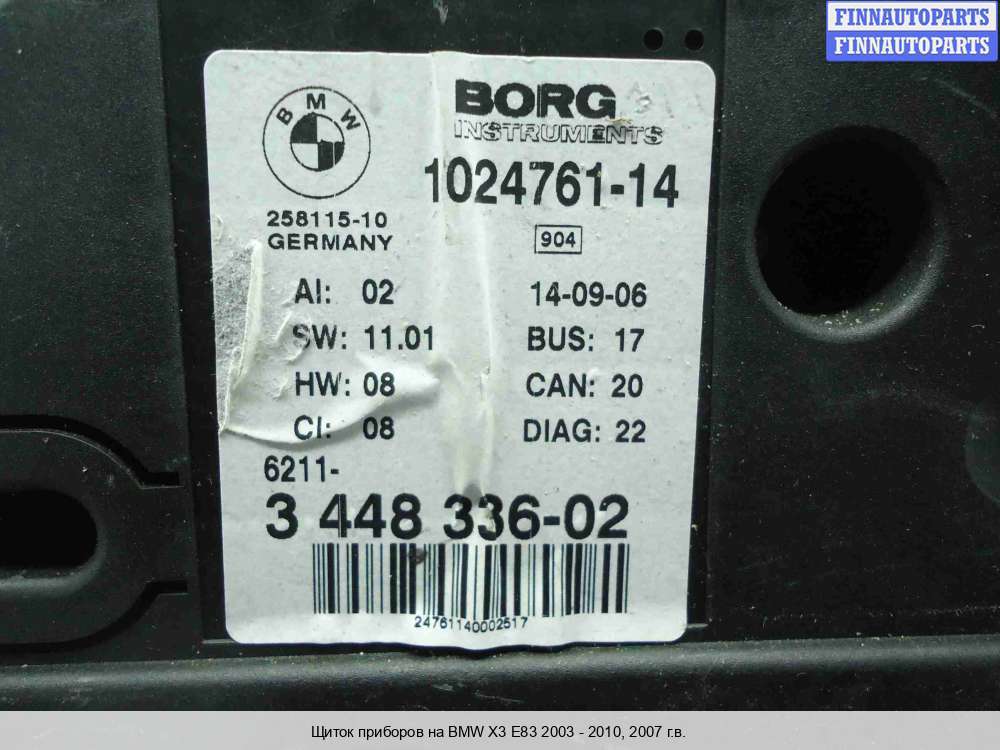 FINNAUTOPARTS
FINNAUTOPARTS
BMW
BORG
INSTRUMENTS
1024761-14
258115-10
GERMANY
904
AI: 02
14-09-06
SW: 11.01
BUS: 17
HW: 08
CAN: 20
CI: 08
DIAG: 22
6211-
3 448 336-02
24761140002517
Щиток приборов на BMW X3 E83 2003 - 2010, 2007 г.в.